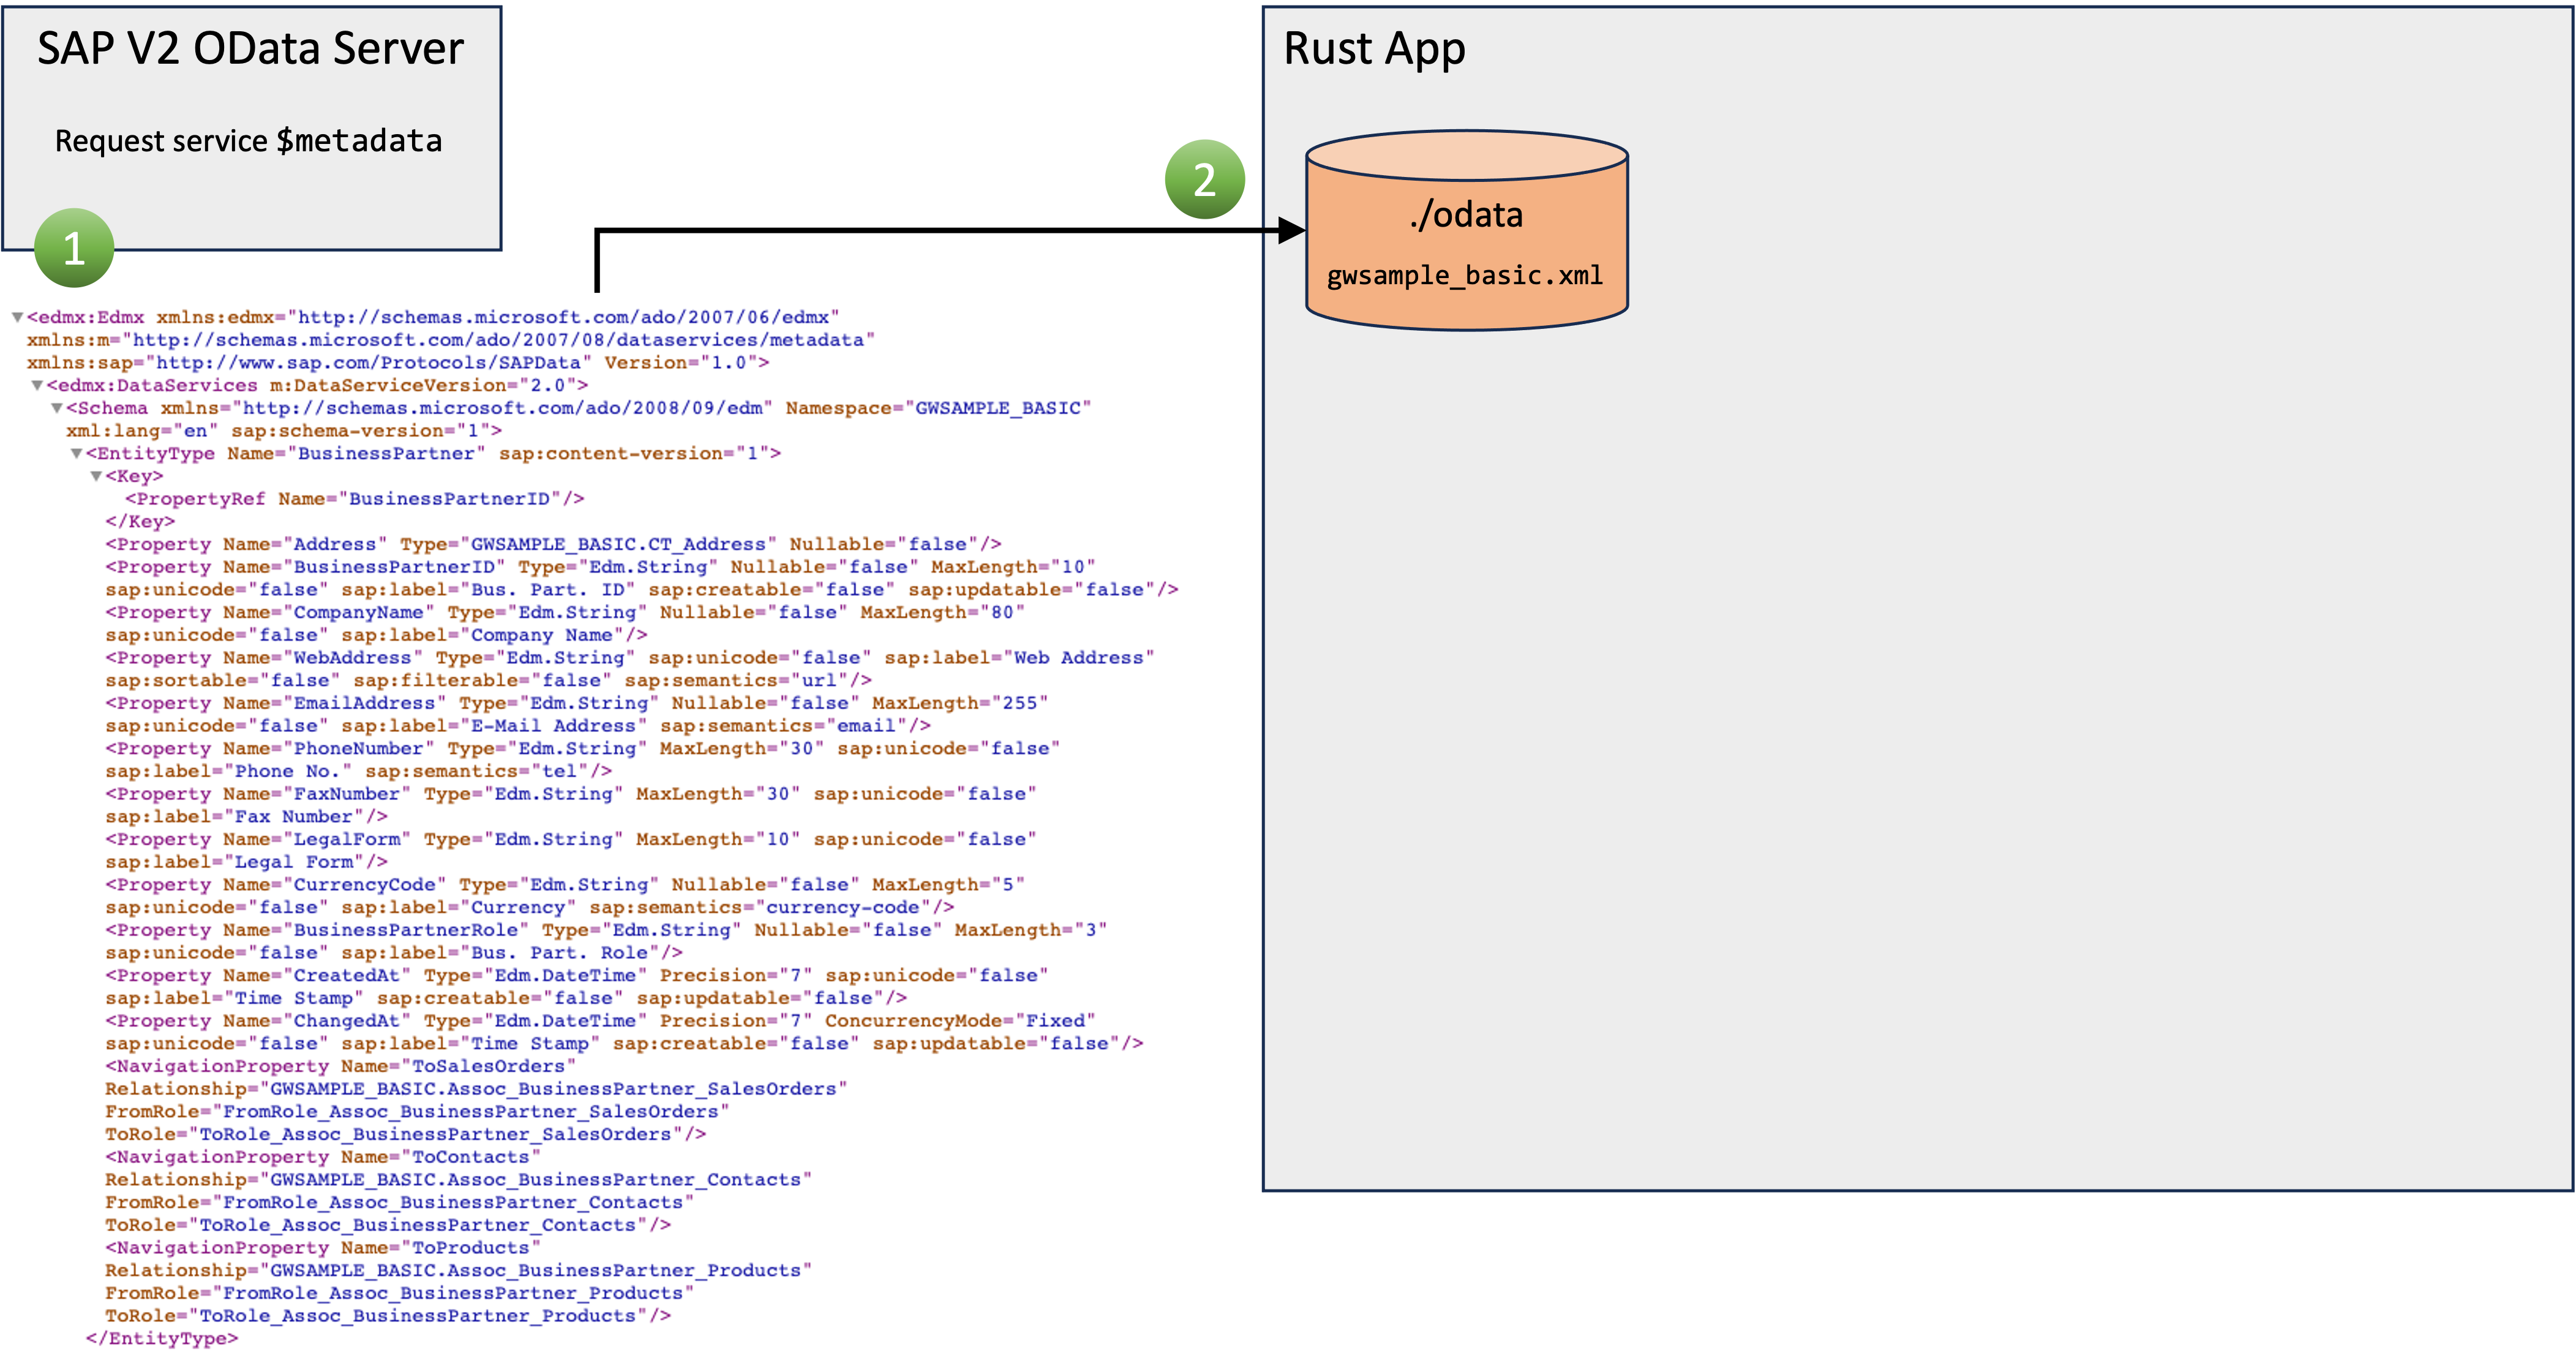 SAP V2 OData Server
Request service $metadata
1
2
Rust App
./odata
gwsample_basic.xml
▼<edmx:Edmx xmlns:edmx="http://schemas.microsoft.com/ado/2007/06/edmx"
xmlns:m="http://schemas.microsoft.com/ado/2007/08/dataservices/metadata"
xmlns:sap="http://www.sap.com/Protocols/SAPData" Version="1.0">
▼<edmx:DataServices m:DataServiceVersion="2.0">
▼<Schema xmlns="http://schemas.microsoft.com/ado/2008/09/edm" Namespace="GWSAMPLE_BASIC"
xml:lang="en" sap:schema-version="1">
▼<EntityType Name="BusinessPartner" sap:content-version="1">
▼<Key>
<PropertyRef Name="BusinessPartnerID"/>
</Key>
<Property Name="Address" Type="GWSAMPLE_BASIC.CT_Address" Nullable="false"/>
<Property Name="BusinessPartnerID" Type="Edm.String" Nullable="false" MaxLength="10"
sap:unicode="false" sap:label="Bus. Part. ID" sap:creatable="false" sap:updatable="false"/>
<Property Name="CompanyName" Type="Edm.String" Nullable="false" MaxLength="80"
sap:unicode="false" sap:label="Company Name"/>
<Property Name="WebAddress" Type="Edm.String" sap:unicode="false" sap:label="Web Address"
sap:sortable="false" sap:filterable="false" sap:semantics="url"/>
<Property Name="EmailAddress" Type="Edm.String" Nullable="false" MaxLength="255"
sap:unicode="false" sap:label="E-Mail Address" sap:semantics="email"/>
<Property Name="PhoneNumber" Type="Edm.String" MaxLength="30" sap:unicode="false"
sap:label="Phone No." sap:semantics="tel"/>
<Property Name="FaxNumber" Type="Edm.String" MaxLength="30" sap:unicode="false"
sap:label="Fax Number"/>
<Property Name="LegalForm" Type="Edm.String" MaxLength="10" sap:unicode="false"
sap:label="Legal Form"/>
<Property Name="CurrencyCode" Type="Edm.String" Nullable="false" MaxLength="5"
sap:unicode="false" sap:label="Currency" sap:semantics="currency-code"/>
<Property Name="BusinessPartnerRole" Type="Edm.String" Nullable="false" MaxLength="3"
sap:unicode="false" sap:label="Bus. Part. Role"/>
<Property Name="CreatedAt" Type="Edm.DateTime" Precision="7" sap:unicode="false"
sap:label="Time Stamp" sap:creatable="false" sap:updatable="false"/>
<Property Name="ChangedAt" Type="Edm.DateTime" Precision="7" ConcurrencyMode="Fixed"
sap:unicode="false" sap:label="Time Stamp" sap:creatable="false" sap:updatable="false"/>
<NavigationProperty Name="ToSalesOrders"
Relationship="GWSAMPLE_BASIC.Assoc_BusinessPartner_SalesOrders"
FromRole="FromRole_Assoc_BusinessPartner_SalesOrders"
ToRole="ToRole_Assoc_BusinessPartner_SalesOrders"/>
<NavigationProperty Name="ToContacts"
Relationship="GWSAMPLE_BASIC.Assoc_BusinessPartner_Contacts"
FromRole="FromRole_Assoc_BusinessPartner_Contacts"
ToRole="ToRole_Assoc_BusinessPartner_Contacts"/>
<NavigationProperty Name="ToProducts"
Relationship="GWSAMPLE_BASIC.Assoc_BusinessPartner_Products"
FromRole="FromRole_Assoc_BusinessPartner_Products"
ToRole="ToRole_Assoc_BusinessPartner_Products"/>
</EntityType>